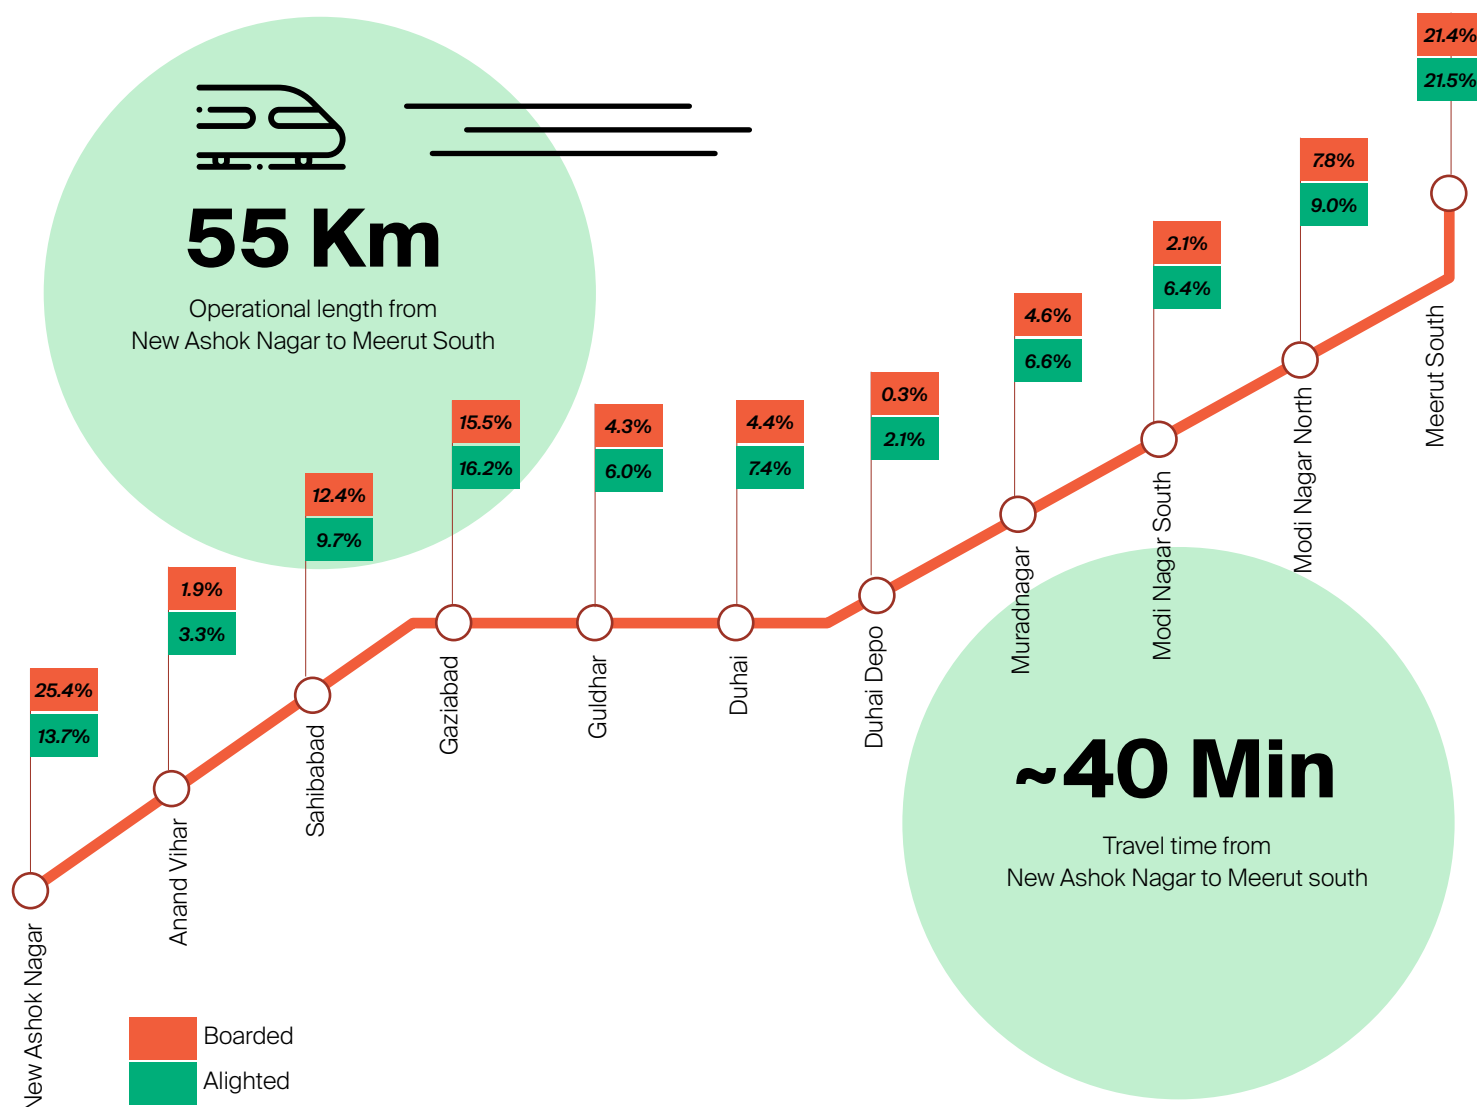 55 Km
Operational length from
New Ashok Nagar to Meerut South
25.4%
13.7%
New Ashok Nagar
1.9%
3.3%
Anand Vihar
12.4%
9.7%
Sahibabad
15.5%
16.2%
Gaziabad
4.3%
6.0%
Guldhar
4.4%
7.4%
Duhai
0.3%
2.1%
Duhai Depo
4.6%
6.6%
Muradnagar
2.1%
6.4%
Modi Nagar South
7.8%
9.0%
Modi Nagar North
21.4%
21.5%
Meerut South
~40 Min
Travel time from
New Ashok Nagar to Meerut south
Boarded
Alighted